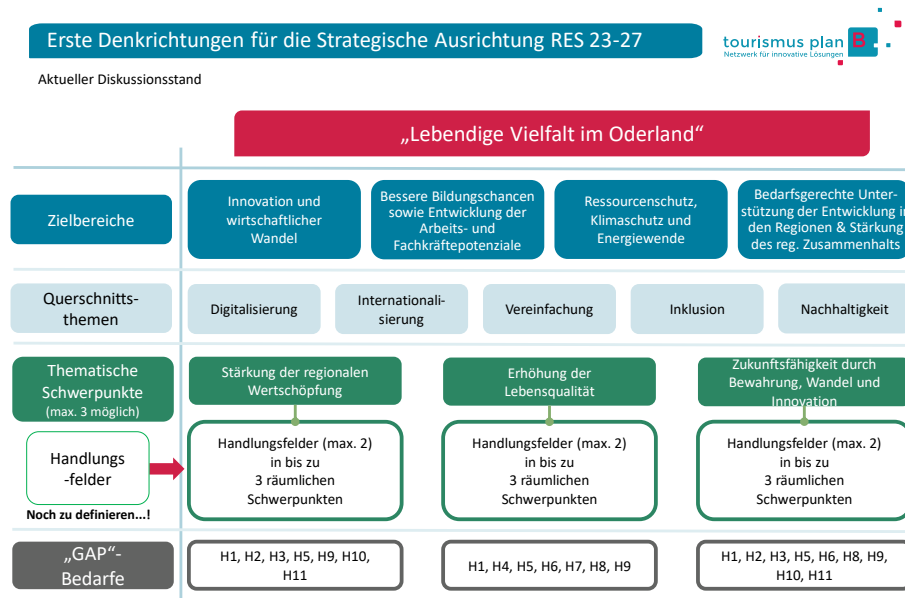 Erste Denkrichtungen für die Strategische Ausrichtung RES 23-27
tourismus plan B
Netzwerk für innovative Lösungen
Aktueller Diskussionsstand
„Lebendige Vielfalt im Oderland“
Zielbereiche
Innovation und
wirtschaftlicher
Wandel
Bessere Bildungschancen
sowie Entwicklung der
Arbeits- und
Fachkräftepotenziale
Ressourcenschutz,
Klimaschutz und
Energiewende
Bedarfsgerechte Unter-
stützung der Entwicklung in
den Regionen & Stärkung
des reg. Zusammenhalts
Querschnitts-
themen
Digitalisierung
Internationali-
sierung
Vereinfachung
Inklusion
Nachhaltigkeit
Thematische
Schwerpunkte
(max. 3 möglich)
Stärkung der regionalen
Wertschöpfung
Erhöhung der
Lebensqualität
Zukunftsfähigkeit durch
Bewahrung, Wandel und
Innovation
Handlungs
-felder
Noch zu definieren...!
Handlungsfelder (max. 2)
in bis zu
3 räumlichen
Schwerpunkten
Handlungsfelder (max. 2)
in bis zu
3 räumlichen
Schwerpunkten
Handlungsfelder (max. 2)
in bis zu
3 räumlichen
Schwerpunkten
„GAP“-
Bedarfe
H1, H2, H3, H5, H9, H10,
H11
H1, H4, H5, H6, H7, H8, H9
H1, H2, H3, H5, H6, H8, H9,
H10, H11